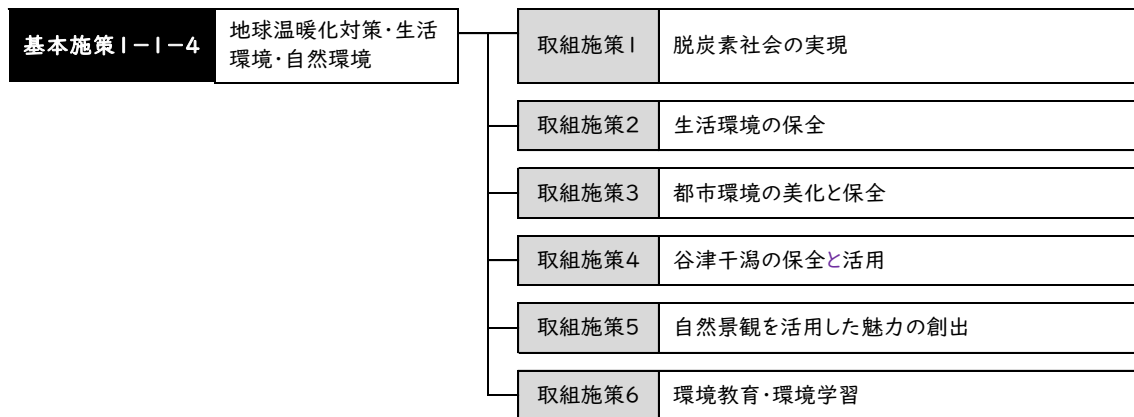 基本施策1-1-4
地球温暖化対策・生活
環境・自然環境
取組施策1
脱炭素社会の実現
取組施策2
生活環境の保全
取組施策3
都市環境の美化と保全
取組施策4
谷津干潟の保全と活用
取組施策5
自然景観を活用した魅力の創出
取組施策6
環境教育・環境学習